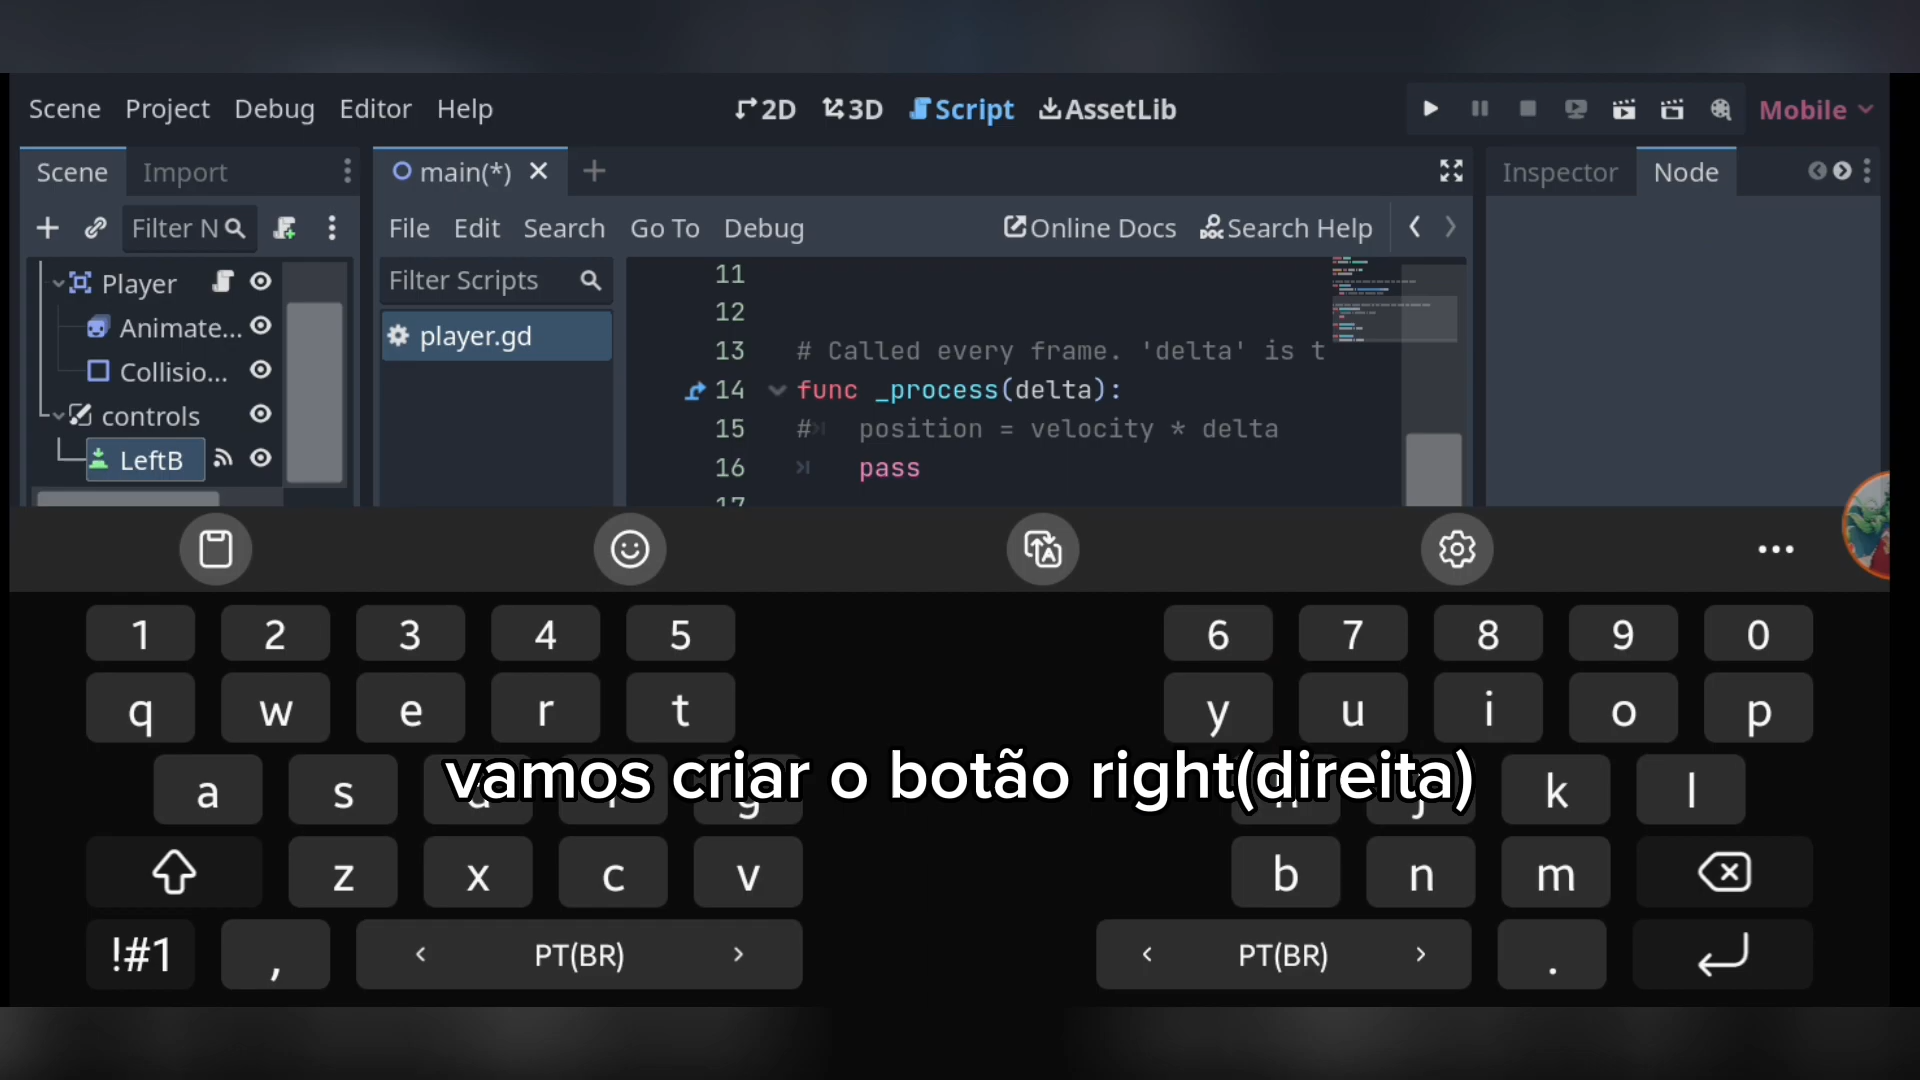 Scene Project Debug Editor Help 2D 3D Script AssetLib Mobile
Scene Import main(*) Inspector Node
Filter N File Edit Search Go To Debug Online Docs Search Help
Player
Animate...
Collisio...
controls
LeftB
Filter Scripts
player.gd
11
12
13 # Called every frame. 'delta' is t
14 func _process(delta):
15 # position = velocity * delta
16 pass
17
1 2 3 4 5 6 7 8 9 0
q w e r t y u i o p
a s k l
vamos criar o botão right(direita)
z x c v b n m
!#1 , < PT(BR) > < PT(BR) > .